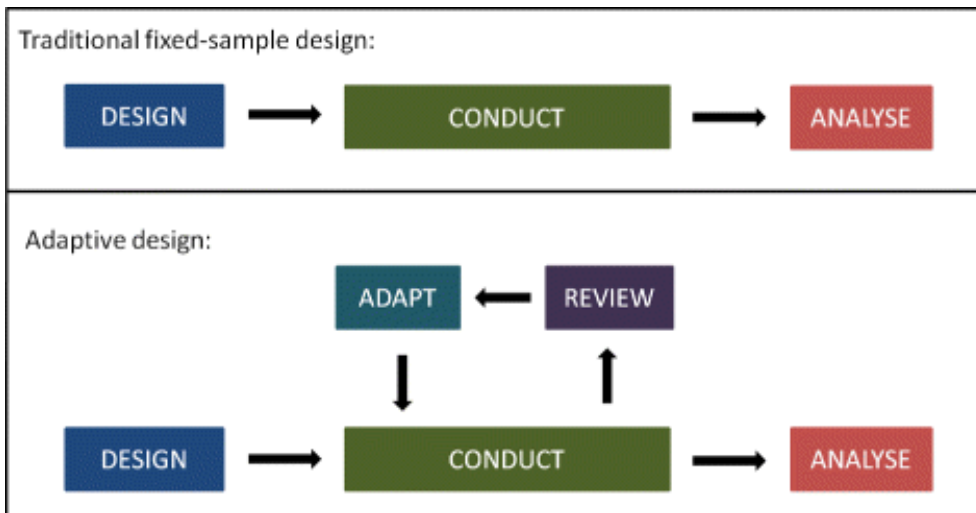 Traditional fixed-sample design:
DESIGN
CONDUCT
ANALYSE
Adaptive design:
ADAPT
REVIEW
DESIGN
CONDUCT
ANALYSE